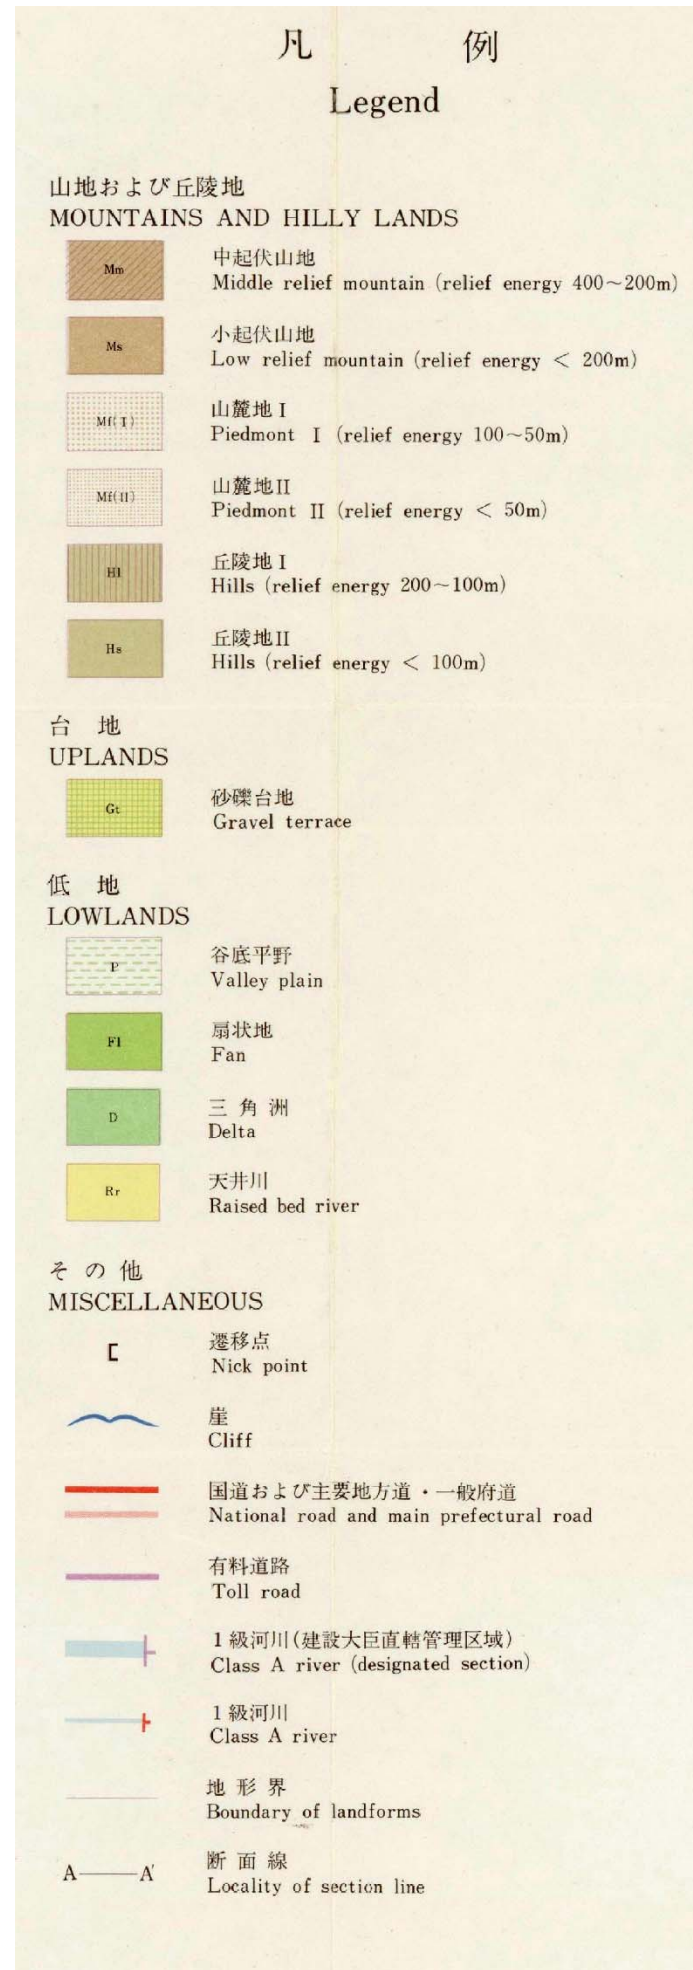 凡 例
Legend
山地および丘陵地
MOUNTAINS AND HILLY LANDS
Mm
中起伏山地
Middle relief mountain (relief energy 400~200m)
Ms
小起伏山地
Low relief mountain (relief energy < 200m)
Mf(I)
山麓地I
Piedmont I (relief energy 100~50m)
Mf(II)
山麓地II
Piedmont II (relief energy < 50m)
Hl
丘陵地I
Hills (relief energy 200~100m)
Hs
丘陵地II
Hills (relief energy < 100m)
台 地
UPLANDS
Gt
砂礫台地
Gravel terrace
低 地
LOWLANDS
P
谷底平野
Valley plain
Fl
扇状地
Fan
D
三角洲
Delta
Rr
天井川
Raised bed river
その他
MISCELLANEOUS
遷移点
Nick point
崖
Cliff
国道および主要地方道・一般府道
National road and main prefectural road
有料道路
Toll road
1級河川(建設大臣直轄管理区域)
Class A river (designated section)
1級河川
Class A river
地形界
Boundary of landforms
A A'
断面線
Locality of section line